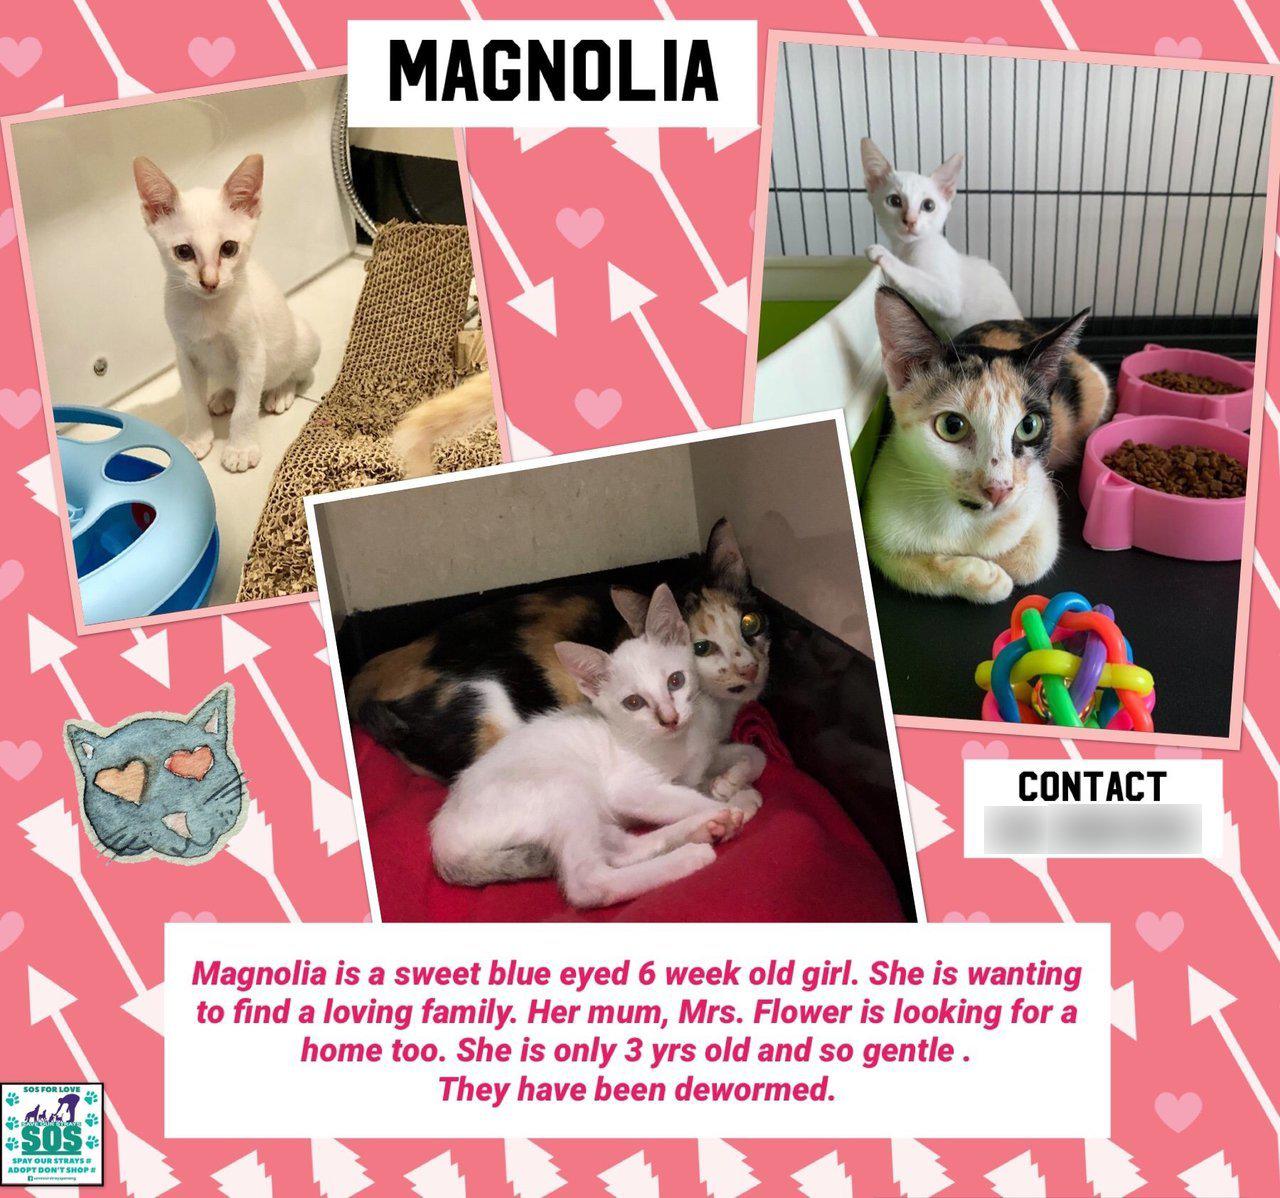 MAGNOLIA
CONTACT
Magnolia is a sweet blue eyed 6 week old girl. She is wanting
to find a loving family. Her mum, Mrs. Flower is looking for a
home too. She is only 3 yrs old and so gentle .
They have been dewormed.
SOS FOR LOVE
SOS
SPAY OUR STRAYS #
ADOPT DON'T SHOP #